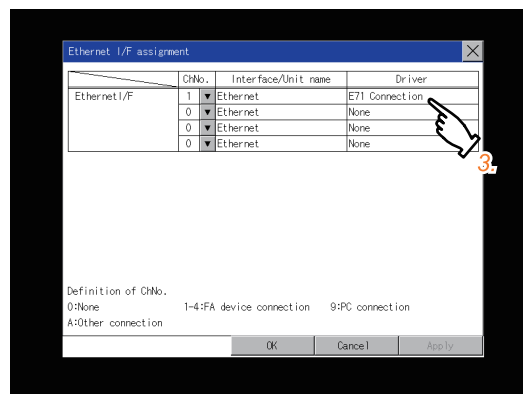 Ethernet I/F assignment
ChNo. Interface/Unit name Driver
Ethernet I/F 1 Ethernet E71 Connection
0 Ethernet None
0 Ethernet None
0 Ethernet None
3.
Definition of ChNo.
0:None 1-4:FA device connection 9:PC connection
A:Other connection
OK Cancel Apply